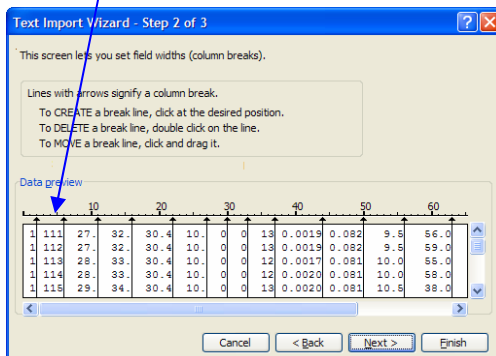 Text Import Wizard - Step 2 of 3
This screen lets you set field widths (column breaks).
Lines with arrows signify a column break.
To CREATE a break line, click at the desired position.
To DELETE a break line, double click on the line.
To MOVE a break line, click and drag it.
Data preview
10 20 30 40 50 60
1 111 27. 32. 30.4 10. 0 0 13 0.0019 0.082 9.5 56.0
1 112 27. 32. 30.4 10. 0 0 13 0.0019 0.082 9.5 59.0
1 113 28. 33. 30.4 10. 0 0 12 0.0017 0.081 10.0 55.0
1 114 28. 33. 30.4 10. 0 0 12 0.0020 0.081 10.0 58.0
1 115 29. 34. 30.4 10. 0 0 13 0.0020 0.081 10.5 38.0
Cancel < Back Next > Finish